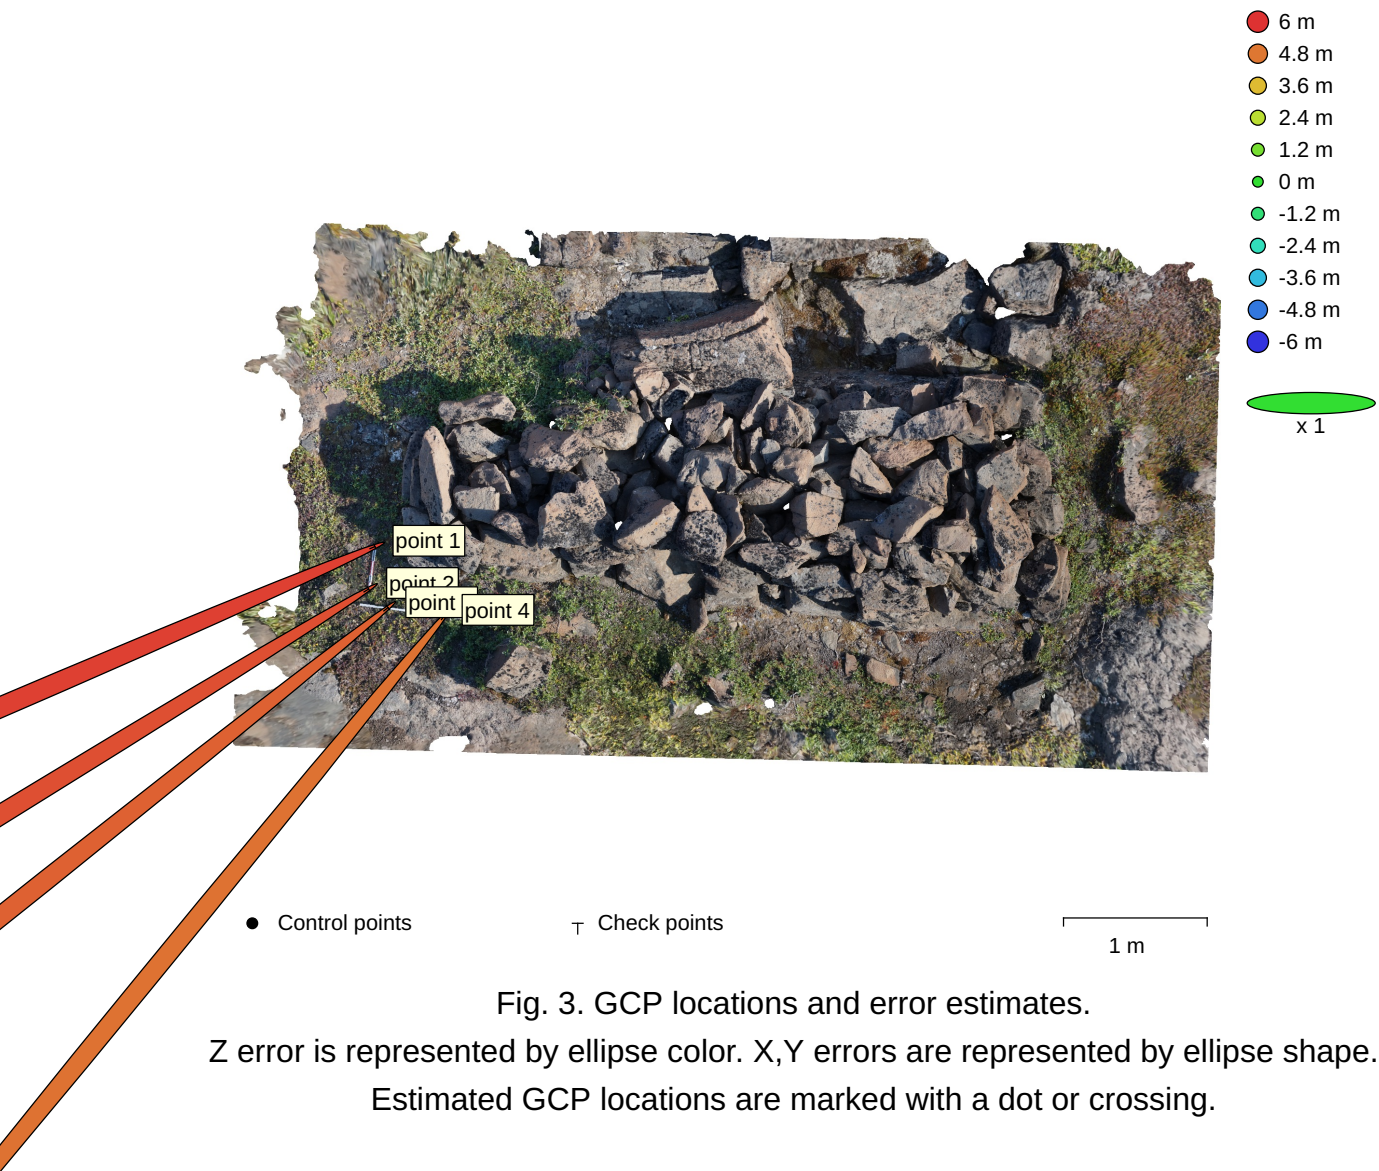 6 m
4.8 m
3.6 m
2.4 m
1.2 m
0 m
-1.2 m
-2.4 m
-3.6 m
-4.8 m
-6 m
x 1
point 1
point 2
point
point 4
Control points
Check points
1 m
Fig. 3. GCP locations and error estimates.
Z error is represented by ellipse color. X,Y errors are represented by ellipse shape.
Estimated GCP locations are marked with a dot or crossing.